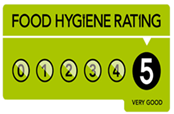 FOOD HYGIENE RATING
0 1 2 3 4 5
VERY GOOD